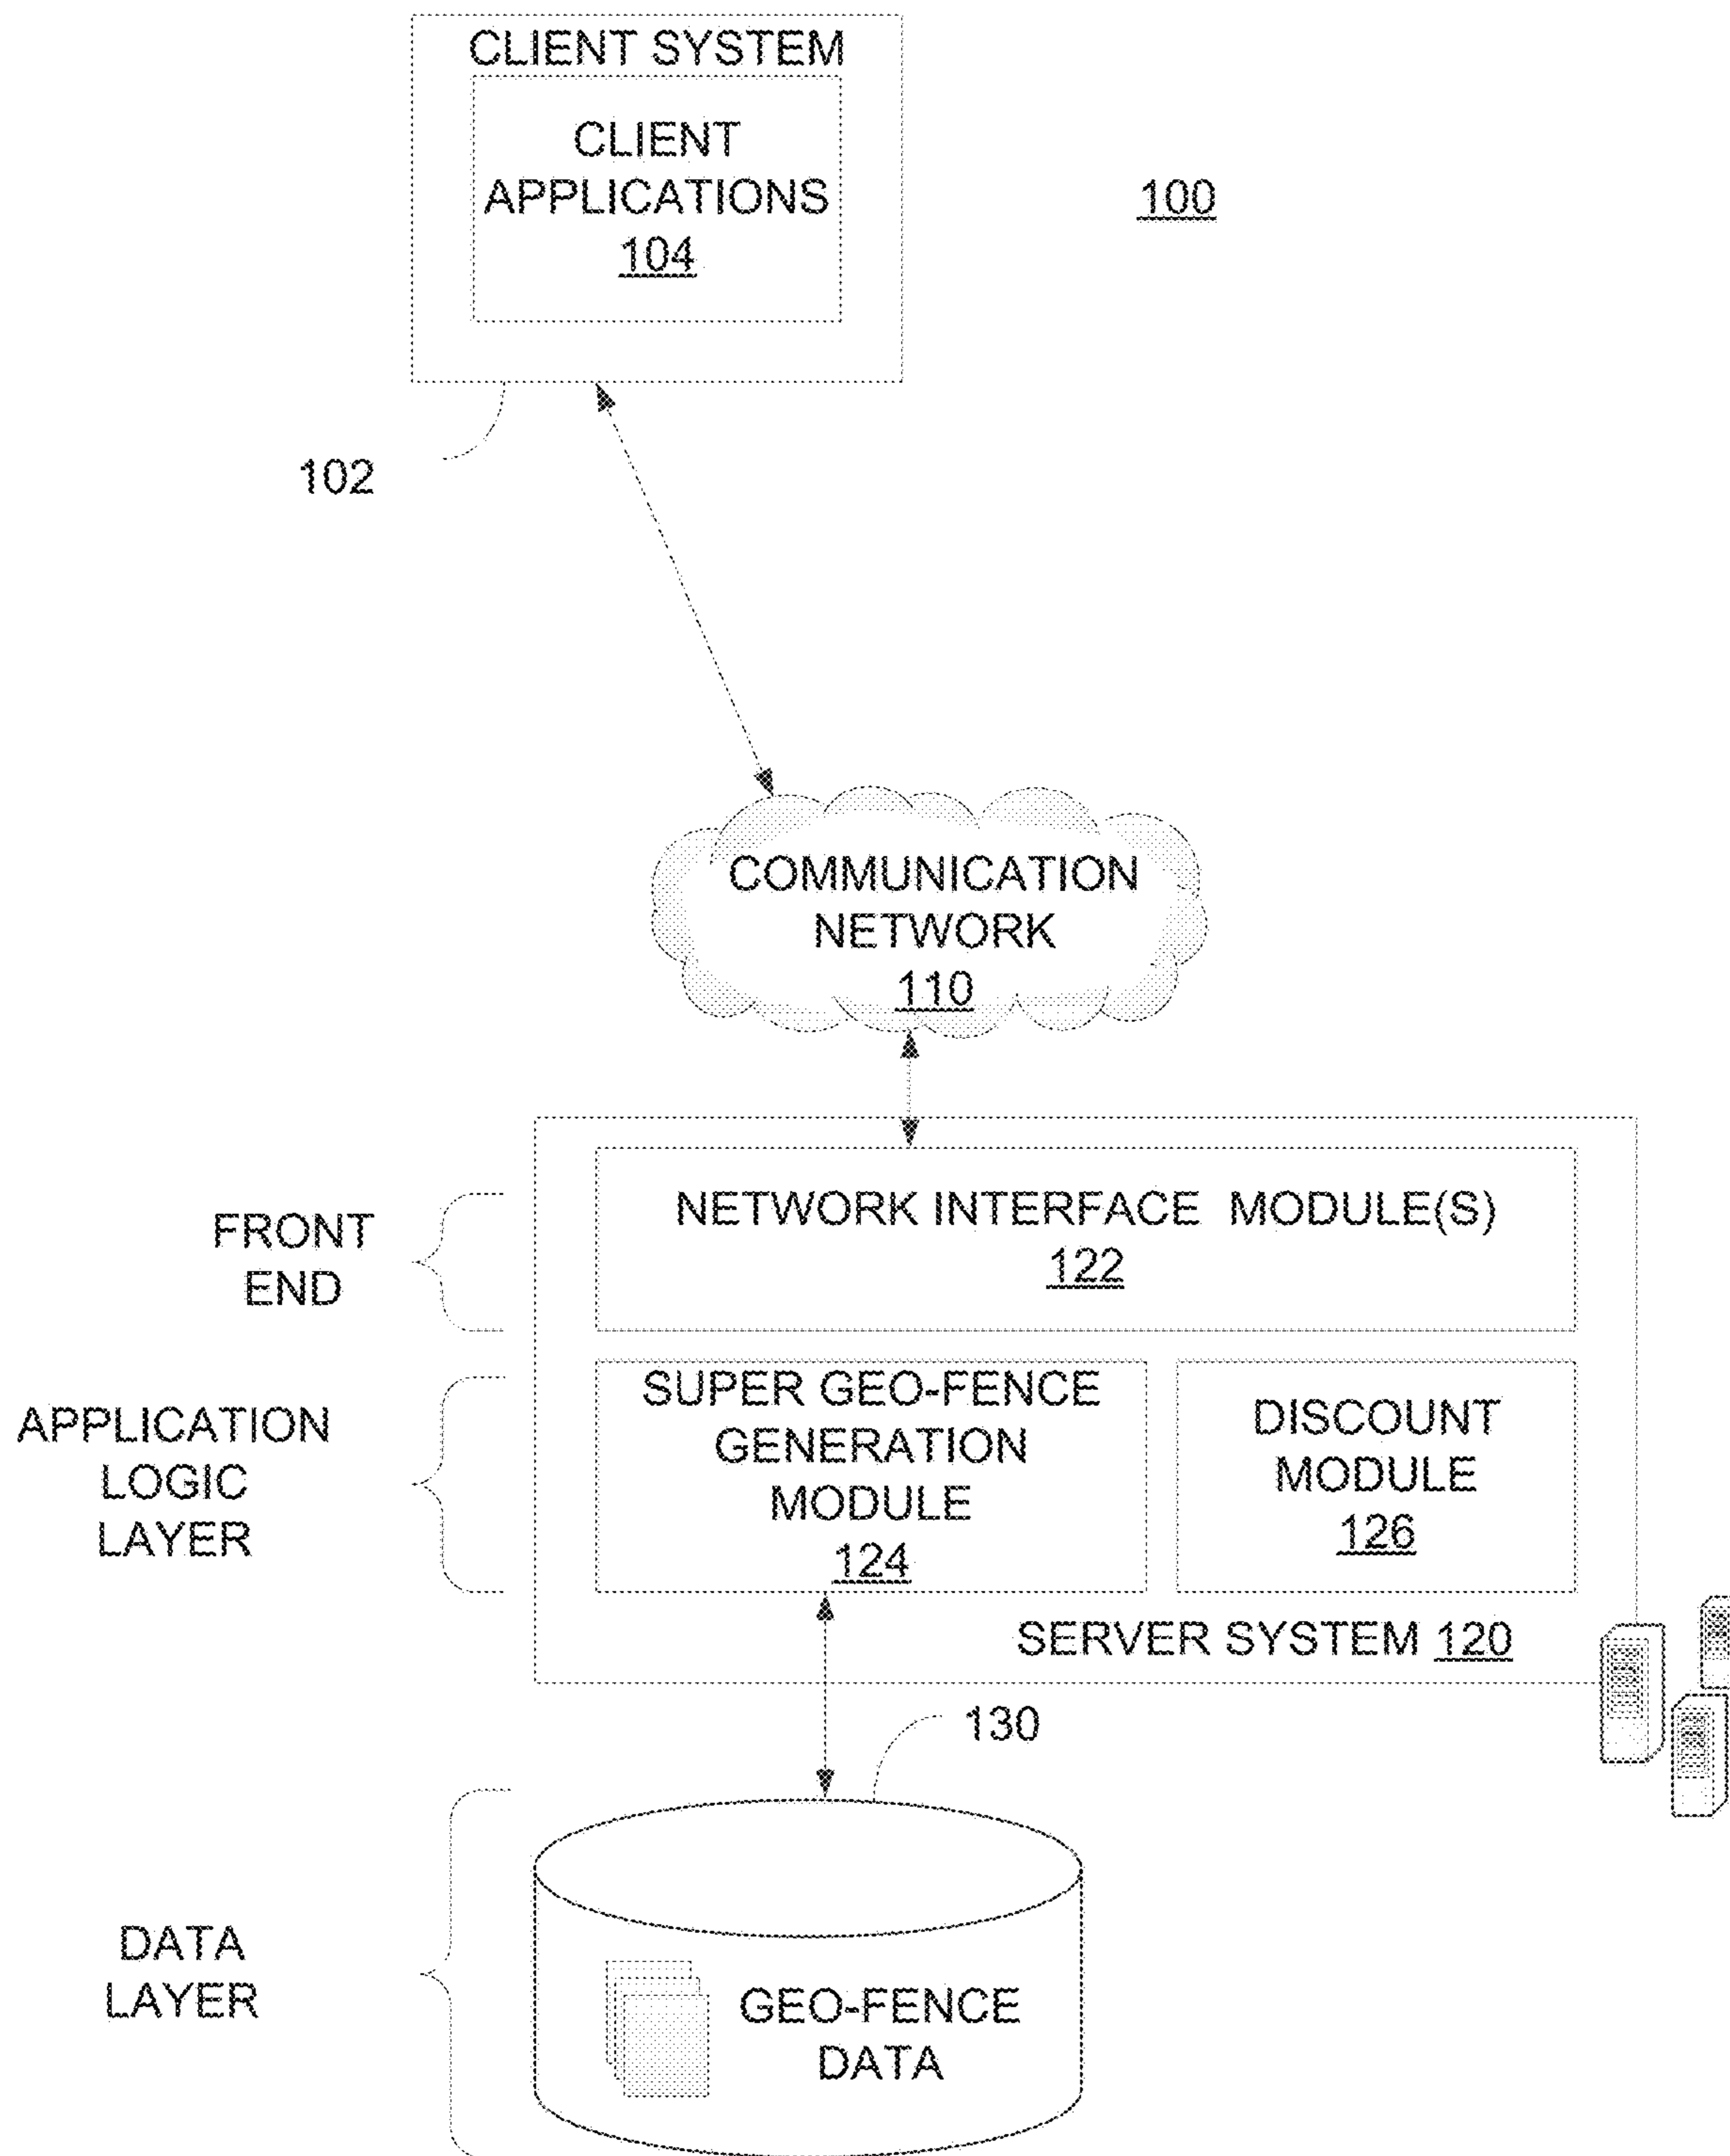 CLIENT SYSTEM
CLIENT
APPLICATIONS
104
100
102
COMMUNICATION
NETWORK
110
FRONT
END
NETWORK INTERFACE MODULE(S)
122
APPLICATION
LOGIC
LAYER
SUPER GEO-FENCE
GENERATION
MODULE
124
DISCOUNT
MODULE
126
SERVER SYSTEM 120
130
DATA
LAYER
GEO-FENCE
DATA